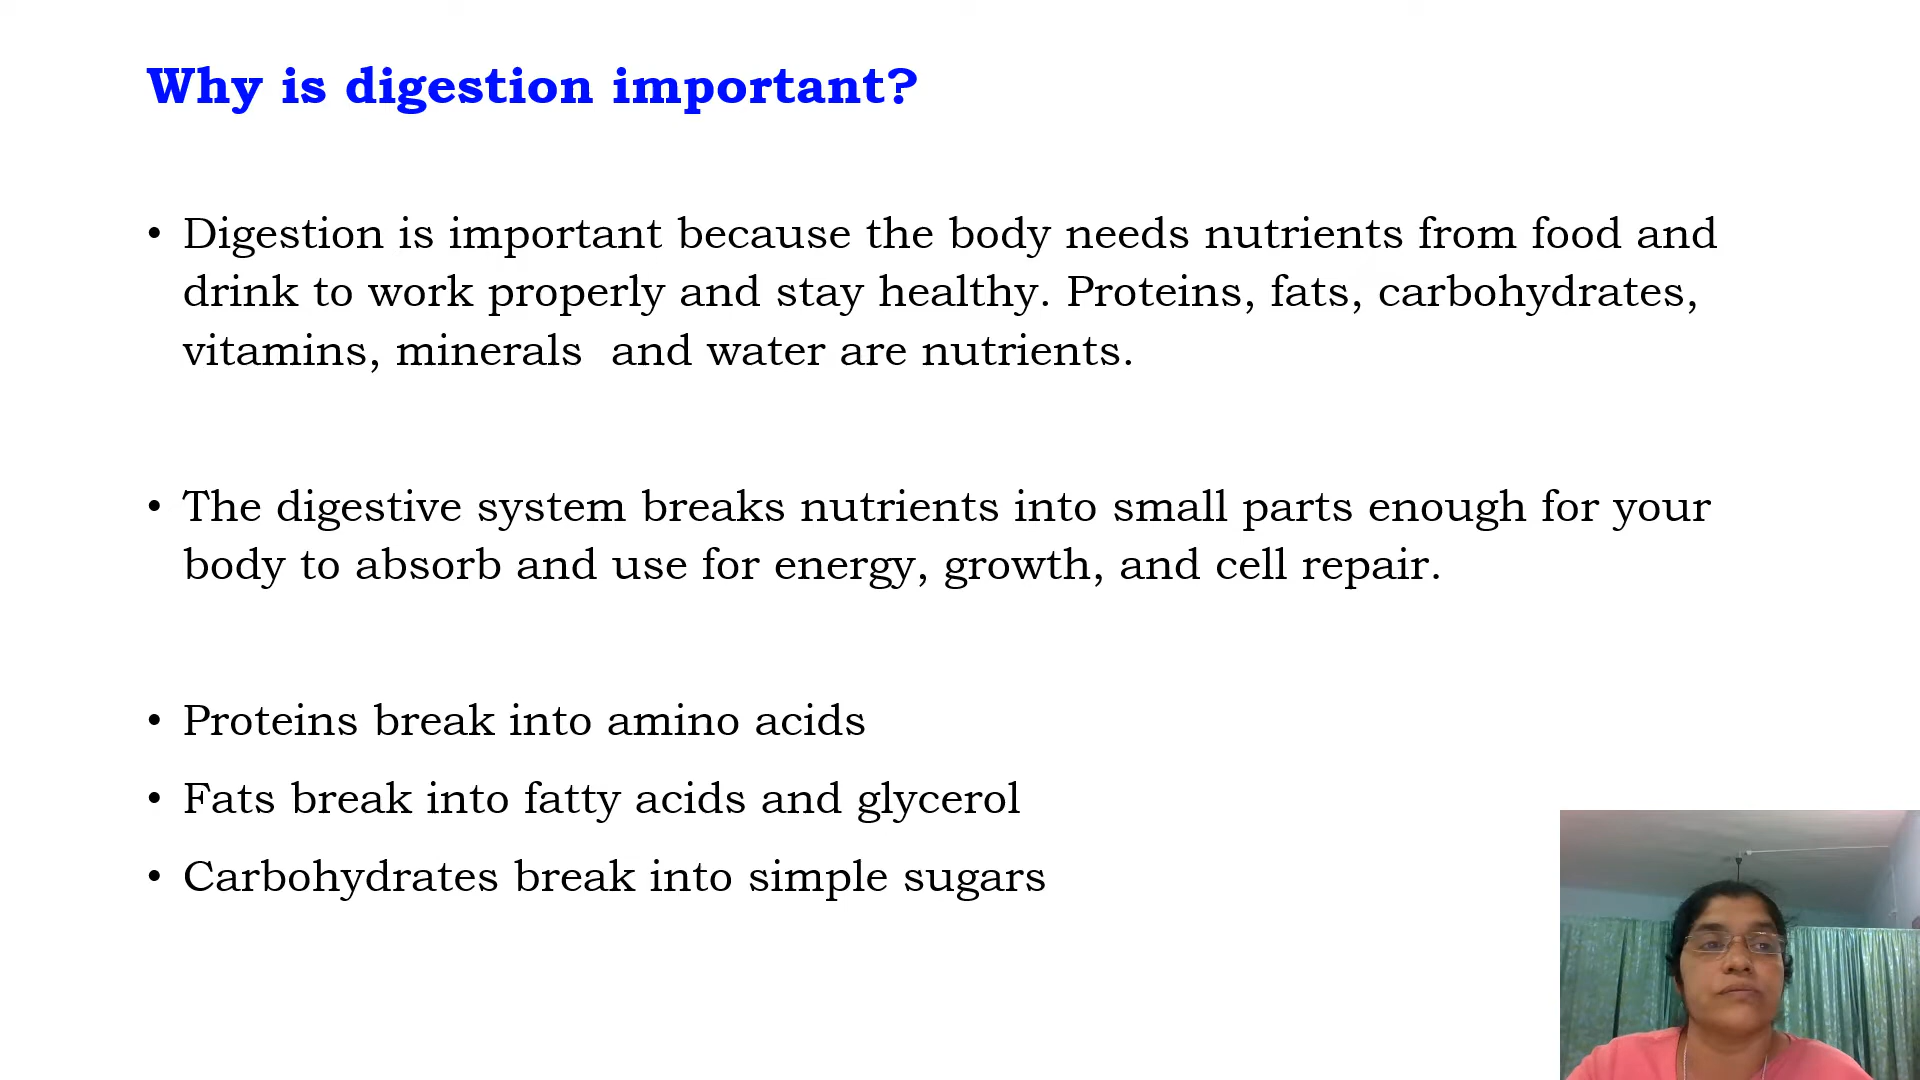 Why is digestion important?
• Digestion is important because the body needs nutrients from food and
drink to work properly and stay healthy. Proteins, fats, carbohydrates,
vitamins, minerals  and water are nutrients.
• The digestive system breaks nutrients into small parts enough for your
body to absorb and use for energy, growth, and cell repair.
• Proteins break into amino acids
• Fats break into fatty acids and glycerol
• Carbohydrates break into simple sugars